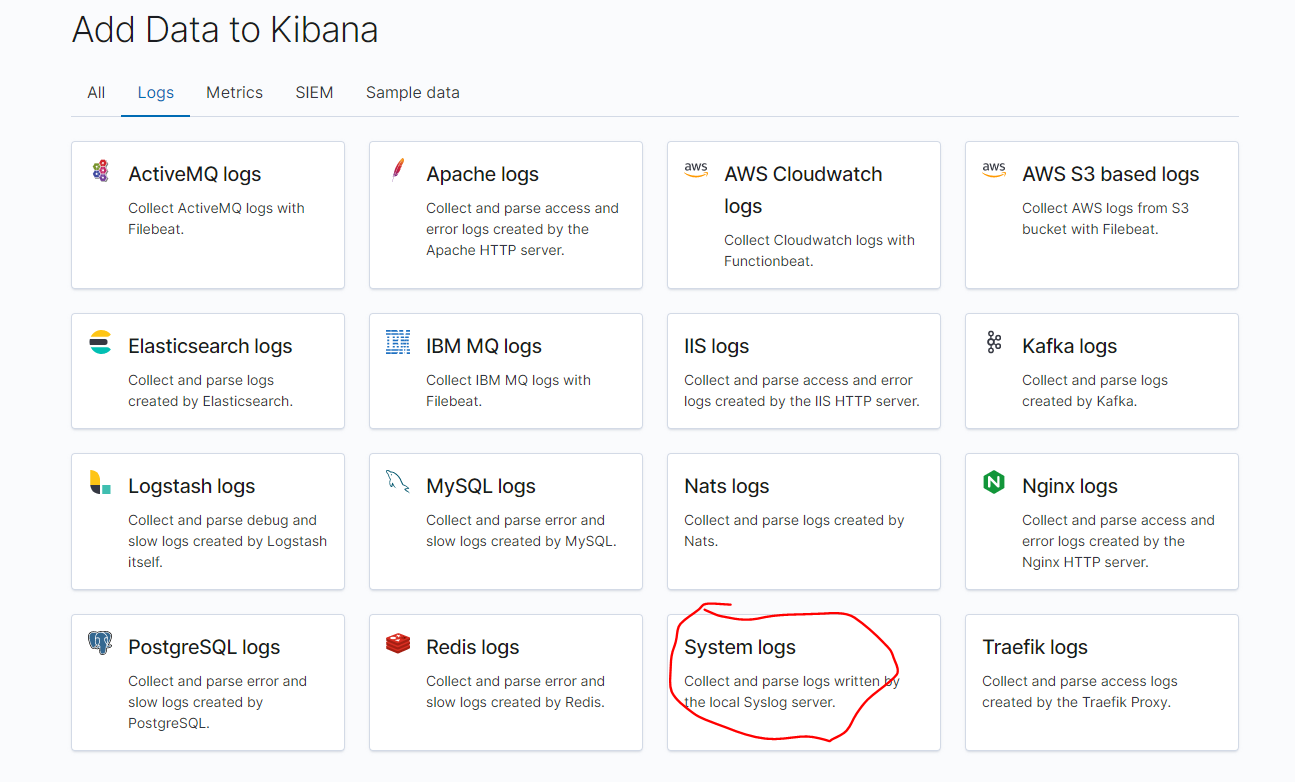 Add Data to Kibana
All Logs Metrics SIEM Sample data
ActiveMQ logs
Collect ActiveMQ logs with
Filebeat.
Apache logs
Collect and parse access and
error logs created by the
Apache HTTP server.
aws
AWS Cloudwatch
logs
Collect Cloudwatch logs with
Functionbeat.
aws
AWS S3 based logs
Collect AWS logs from S3
bucket with Filebeat.
Elasticsearch logs
Collect and parse logs
created by Elasticsearch.
IBM
IBM MQ logs
Collect IBM MQ logs with
Filebeat.
IIS logs
Collect and parse access and error
logs created by the IIS HTTP server.
Kafka logs
Collect and parse logs
created by Kafka.
Logstash logs
Collect and parse debug and
slow logs created by Logstash
itself.
MySQL logs
Collect and parse error and
slow logs created by MySQL.
Nats logs
Collect and parse logs created by
Nats.
N
Nginx logs
Collect and parse access and
error logs created by the
Nginx HTTP server.
PostgreSQL logs
Collect and parse error and
slow logs created by
PostgreSQL.
Redis logs
Collect and parse error and
slow logs created by Redis.
System logs
Collect and parse logs written by
the local Syslog server.
Traefik logs
Collect and parse access logs
created by the Traefik Proxy.